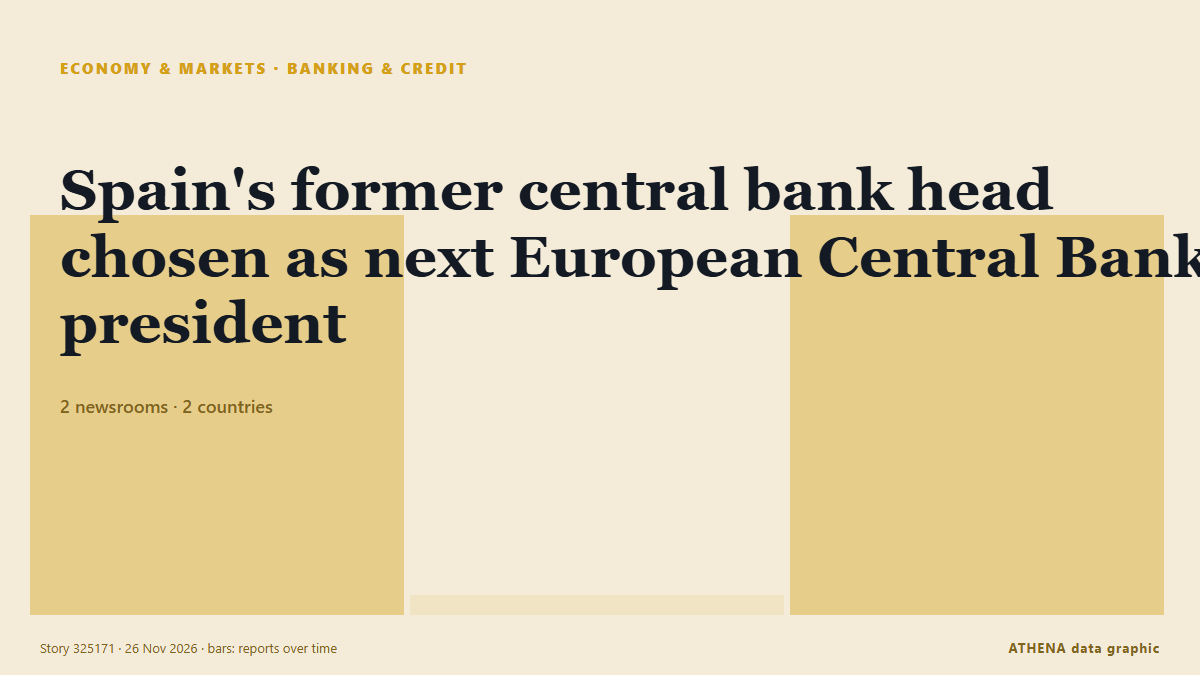 ECONOMY & MARKETS · BANKING & CREDIT
Spain's former central bank head
chosen as next European Central Bank
president
2 newsrooms · 2 countries
Story 325171 · 26 Nov 2026 · bars: reports over time
ATHENA data graphic